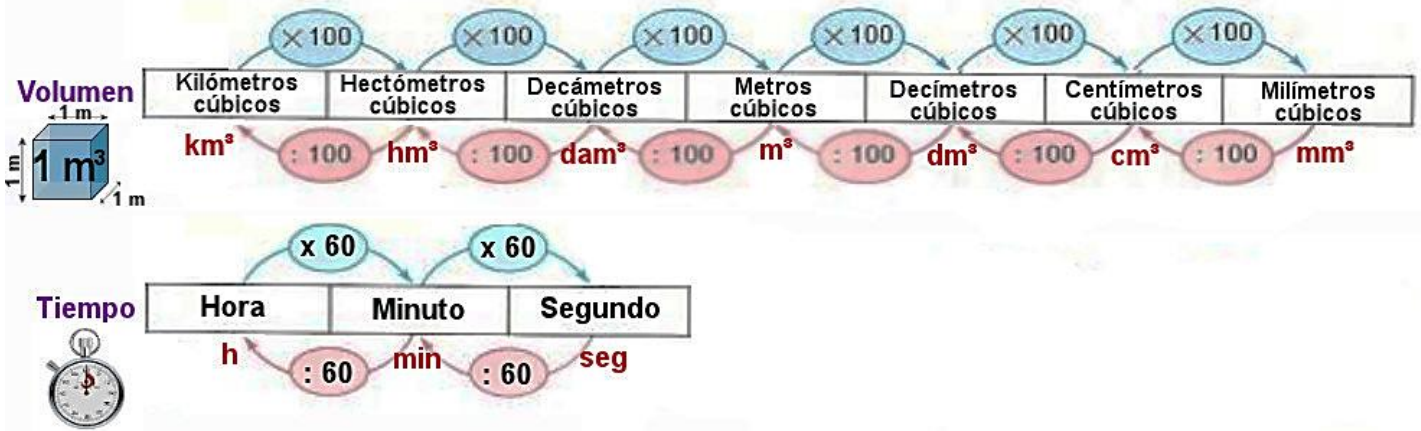 × 100 × 100 × 100 × 100 × 100 × 100
Volumen
Kilómetros cúbicos
Hectómetros cúbicos
Decámetros cúbicos
Metros cúbicos
Decímetros cúbicos
Centímetros cúbicos
Milímetros cúbicos
km³ : 100 hm³ : 100 dam³ : 100 m³ : 100 dm³ : 100 cm³ : 100 mm³
1 m
1 m
1 m³
1 m
x 60 x 60
Tiempo
Hora Minuto Segundo
h : 60 min : 60 seg